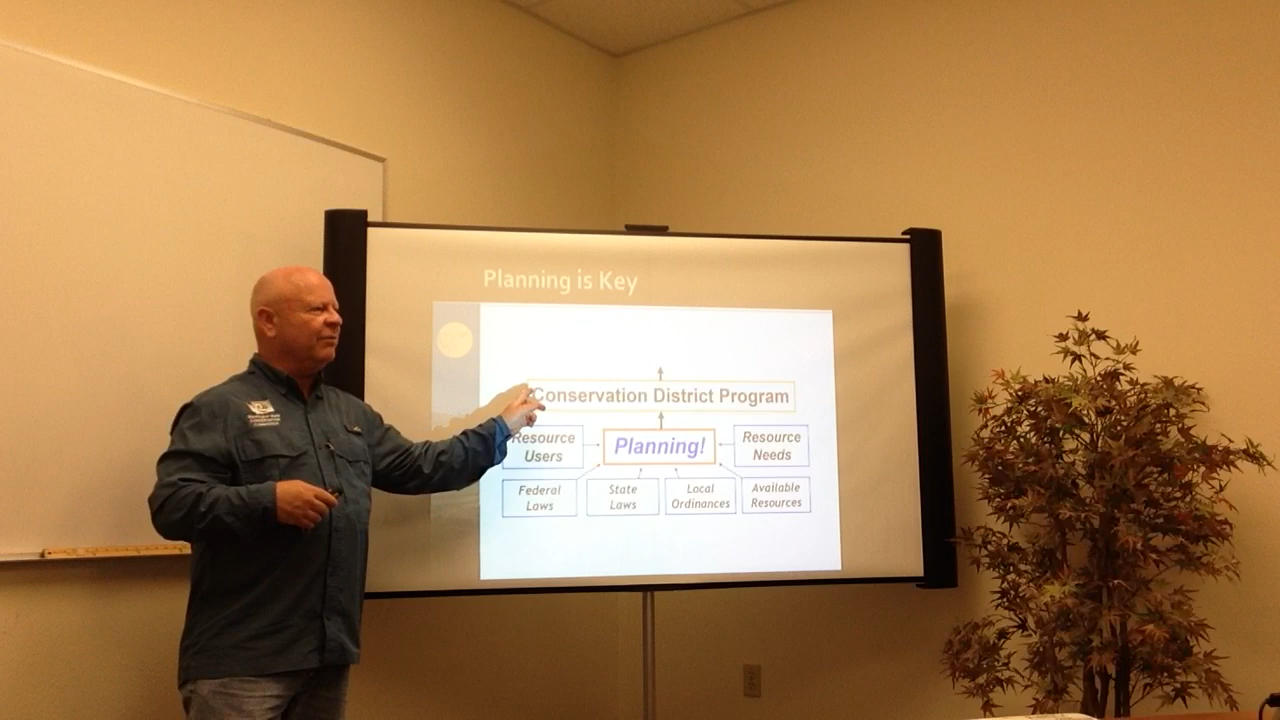 Planning is Key
Conservation District Program
Resource
Users
Planning!
Resource
Needs
Federal
Laws
State
Laws
Local
Ordinances
Available
Resources